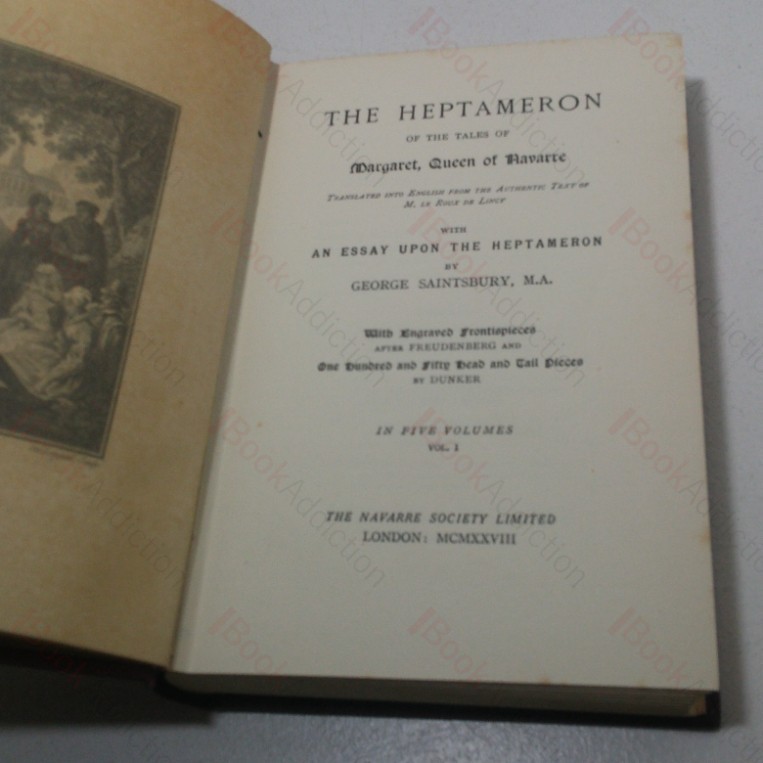 THE HEPTAMERON
OF THE TALES OF
Margaret, Queen of Navarre
TRANSLATED INTO ENGLISH FROM THE AUTHENTIC TEXT OF
M. LE ROUX DE LINCY
WITH
AN ESSAY UPON THE HEPTAMERON
BY
GEORGE SAINTSBURY, M.A.
With Engraved Frontispieces
AFTER FREUDENBERG AND
One Hundred and Fifty Head and Tail Pieces
BY DUNKER
IN FIVE VOLUMES
VOL. I
THE NAVARRE SOCIETY LIMITED
LONDON: MCMXXVIII
BookAddiction